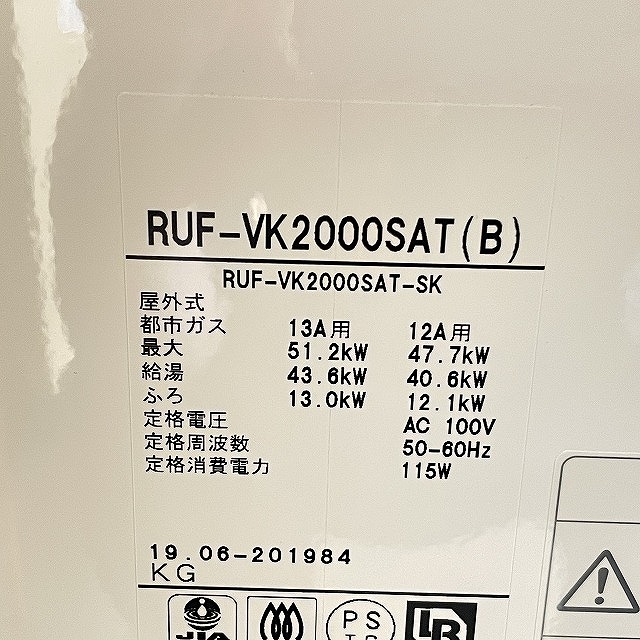 RUF-VK2000SAT(B)
RUF-VK2000SAT-SK
屋外式
都市ガス 13A用 12A用
最大 51.2kW 47.7kW
給湯 43.6kW 40.6kW
ふろ 13.0kW 12.1kW
定格電圧 AC 100V
定格周波数 50-60Hz
定格消費電力 115W
19.06-201984
KG
PS